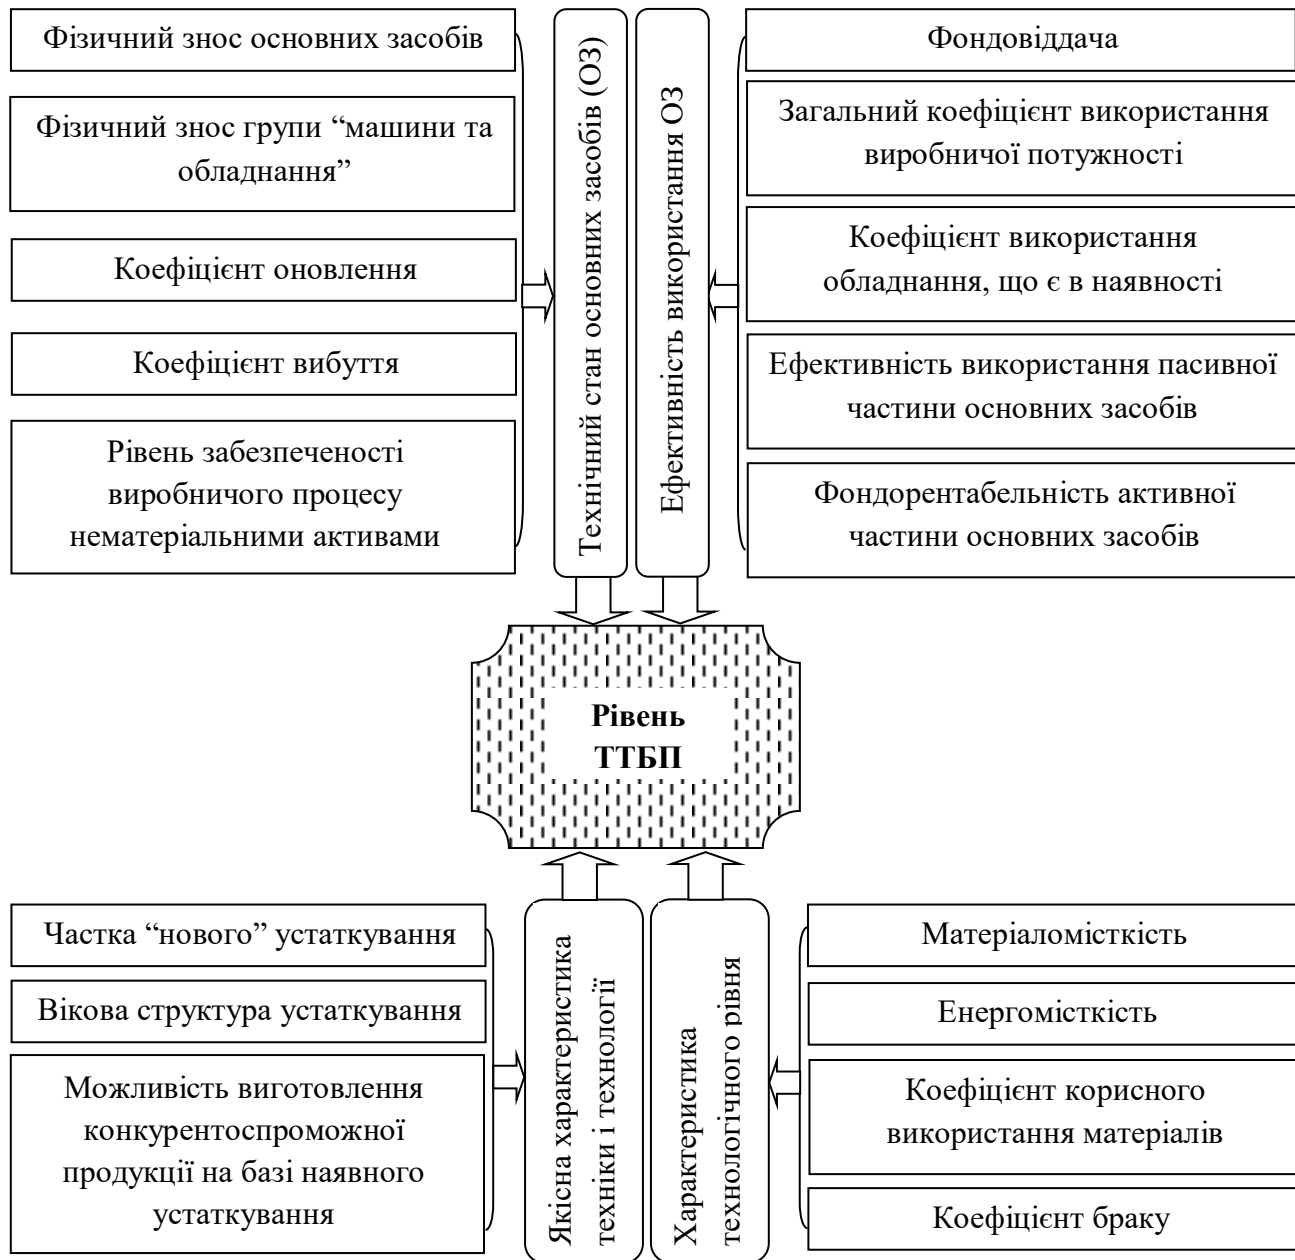 Фізичний знос основних засобів
Фізичний знос групи “машини та
обладнання”
Коефіцієнт оновлення
Коефіцієнт вибуття
Рівень забезпеченості
виробничого процесу
нематеріальними активами
Технічний стан основних засобів (ОЗ)
Ефективність використання ОЗ
Фондовіддача
Загальний коефіцієнт використання
виробничої потужності
Коефіцієнт використання
обладнання, що є в наявності
Ефективність використання пасивної
частини основних засобів
Фондорентабельність активної
частини основних засобів
Рівень
ТТБП
Частка “нового” устаткування
Вікова структура устаткування
Можливість виготовлення
конкурентоспроможної
продукції на базі наявного
устаткування
Якісна характеристика
техніки і технології
Характеристика
технологічного рівня
Матеріаломісткість
Енергомісткість
Коефіцієнт корисного
використання матеріалів
Коефіцієнт браку